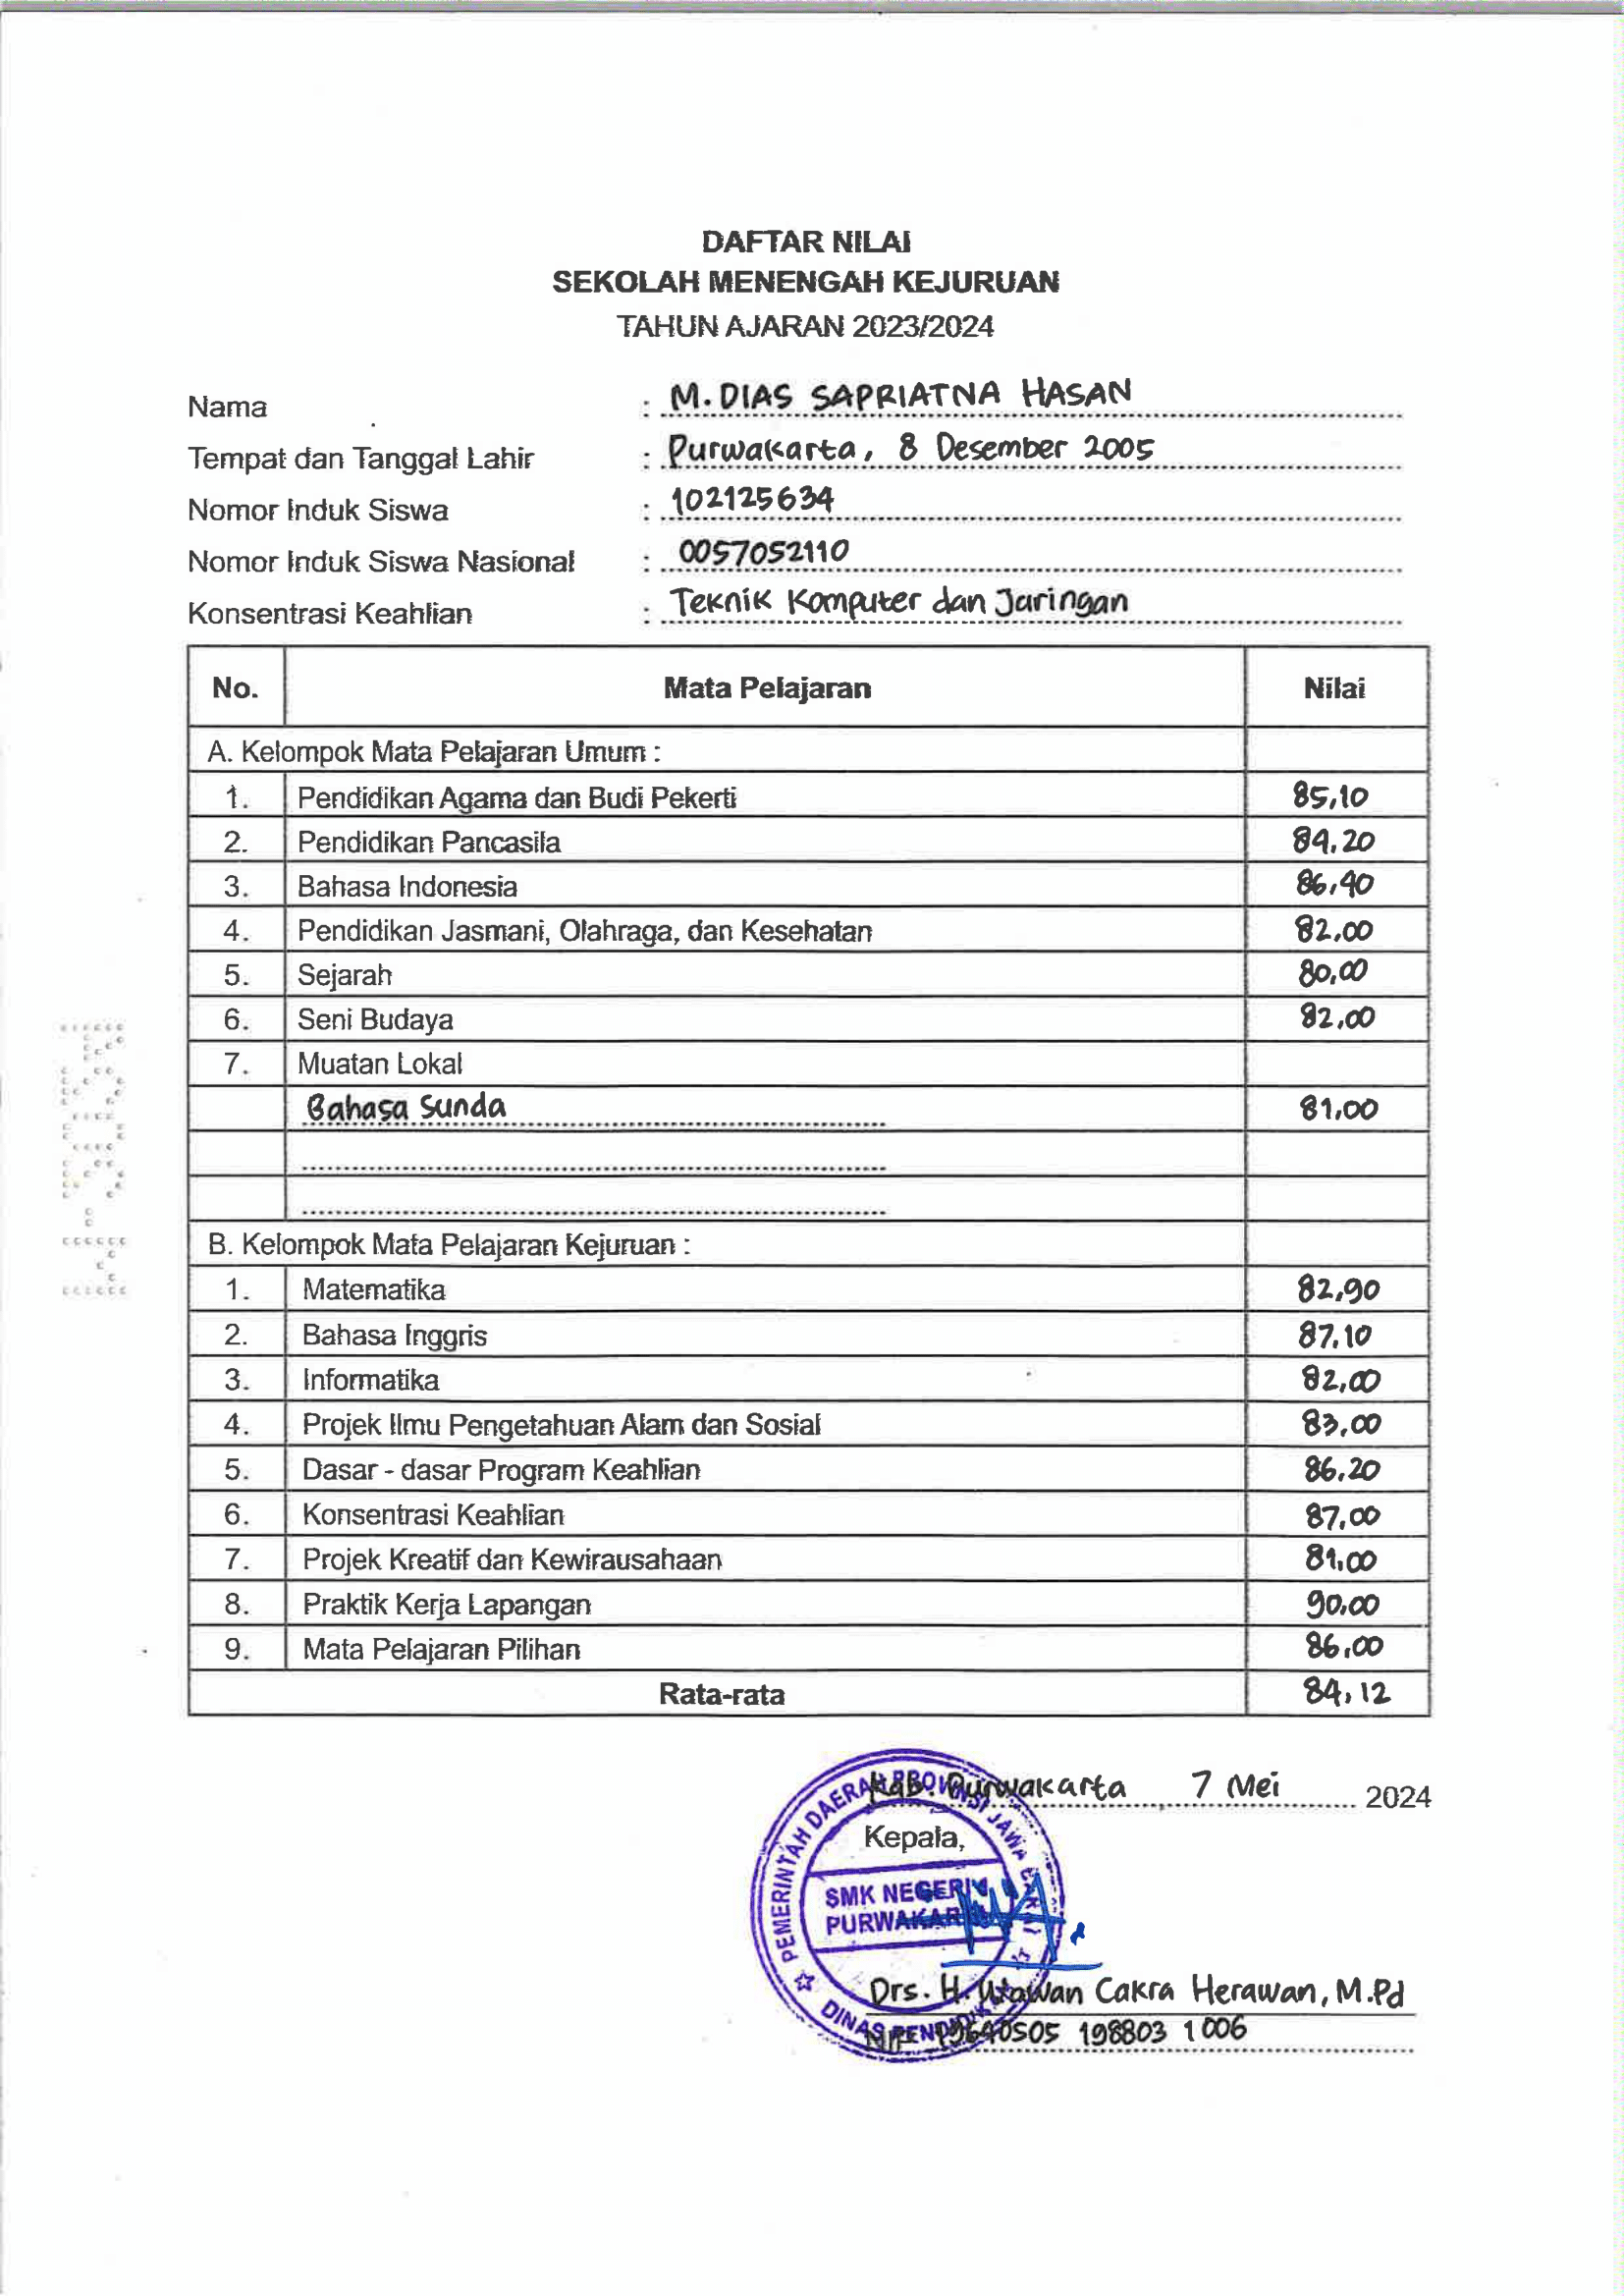 DAFTAR NILAI
SEKOLAH MENENGAH KEJURUAN
TAHUN AJARAN 2023/2024
Nama : M. DIAS SAPRIATNA HASAN
Tempat dan Tanggal Lahir : Purwakarta, 8 Desember 2005
Nomor Induk Siswa : 102125634
Nomor Induk Siswa Nasional : 0057052110
Konsentrasi Keahlian : Teknik Komputer dan Jaringan
No. Mata Pelajaran Nilai
A. Kelompok Mata Pelajaran Umum :
1. Pendidikan Agama dan Budi Pekerti 85,10
2. Pendidikan Pancasila 84,20
3. Bahasa Indonesia 86,40
4. Pendidikan Jasmani, Olahraga, dan Kesehatan 82,00
5. Sejarah 80,00
6. Seni Budaya 82,00
7. Muatan Lokal
Bahasa Sunda 81,00
B. Kelompok Mata Pelajaran Kejuruan :
1. Matematika 82,90
2. Bahasa Inggris 87,10
3. Informatika 82,00
4. Projek Ilmu Pengetahuan Alam dan Sosial 83,00
5. Dasar - dasar Program Keahlian 86,20
6. Konsentrasi Keahlian 87,00
7. Projek Kreatif dan Kewirausahaan 81,00
8. Praktik Kerja Lapangan 90,00
9. Mata Pelajaran Pilihan 86,00
Rata-rata 84,12
Kab. Purwakarta, 7 Mei 2024
Kepala,
PEMERINTAH DAERAH PROVINSI JAWA BARAT
SMK NEGERI
PURWAKARTA
DINAS PENDIDIKAN
Drs. H. Wawan Cakra Herawan, M.Pd
NIP 19640505 198803 1 006